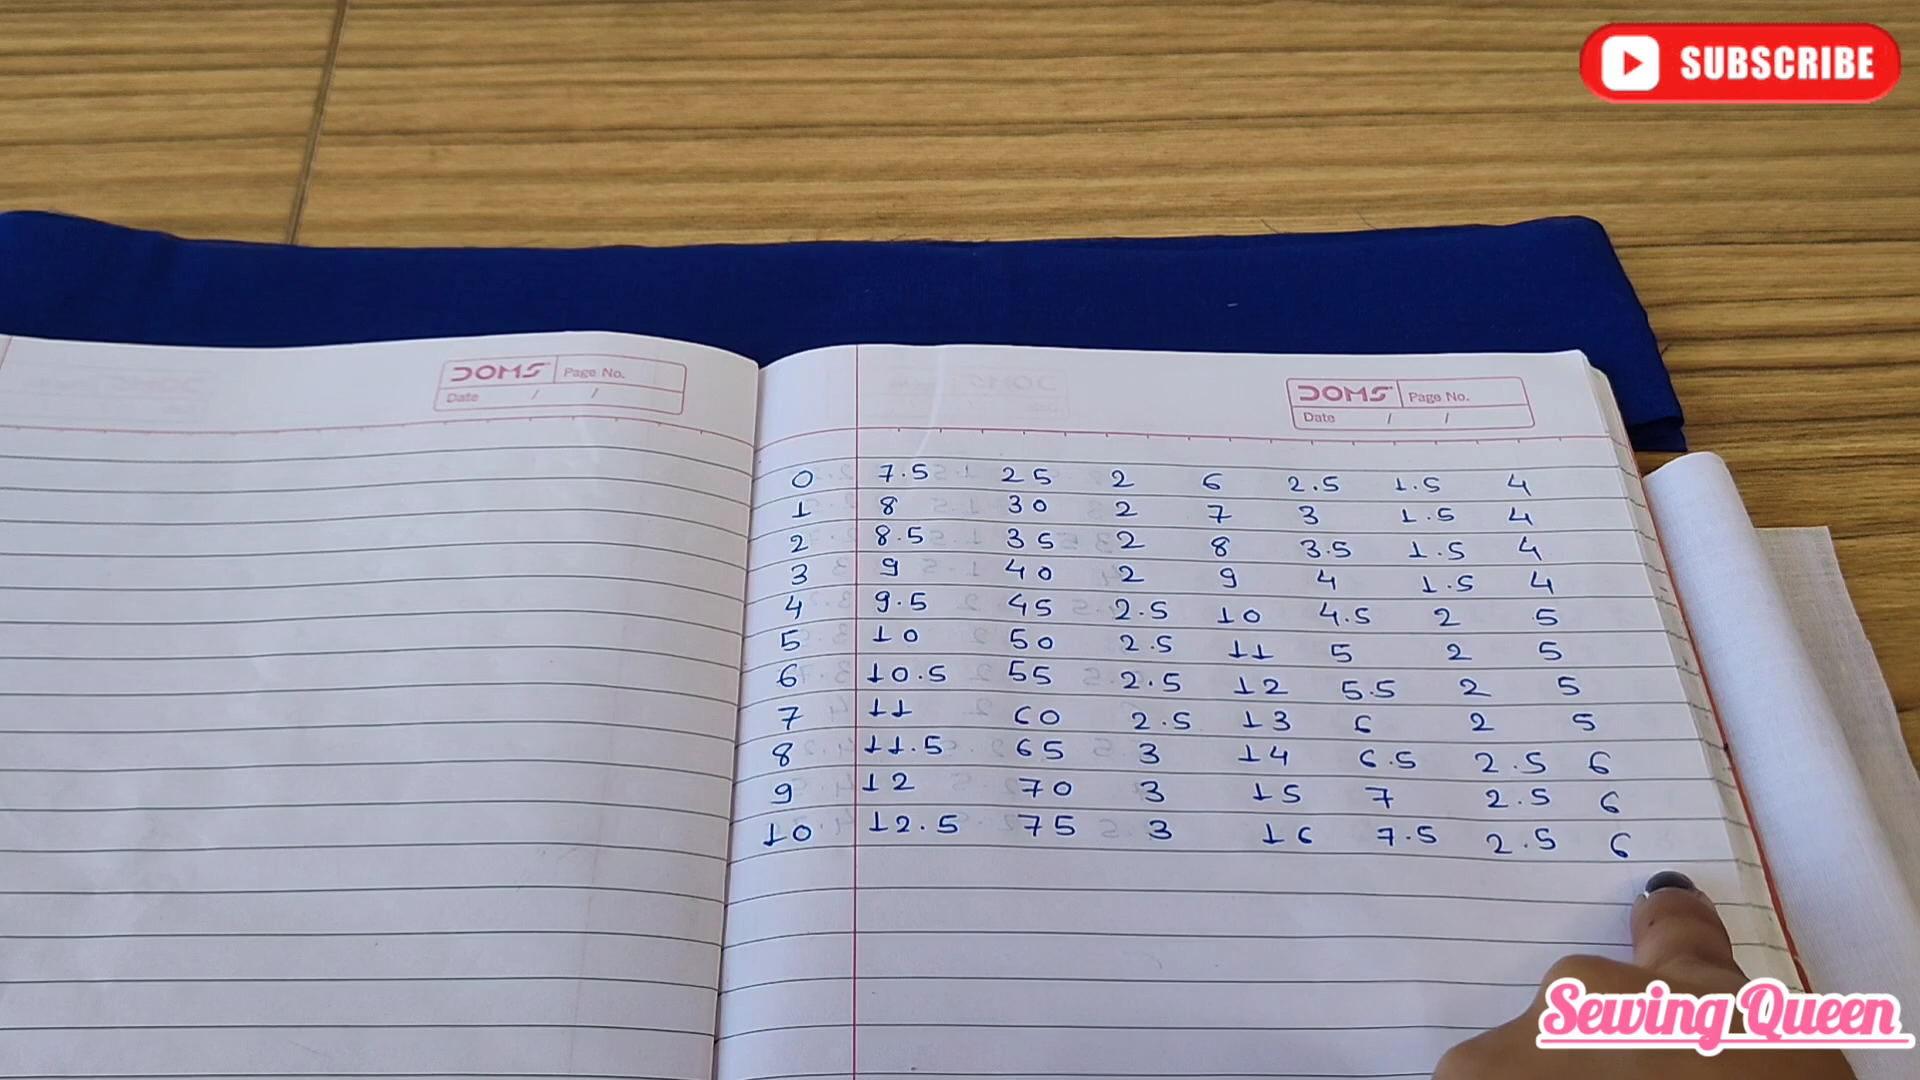 SUBSCRIBE
DOMS Page No.
Date / /
DOMS Page No.
Date / /
0 7.5 25 2 6 2.5 1.5 4
1 8 30 2 7 3 1.5 4
2 8.5 35 2 8 3.5 1.5 4
3 9 40 2 9 4 1.5 4
4 9.5 45 2.5 10 4.5 2 5
5 10 50 2.5 11 5 2 5
6 10.5 55 2.5 12 5.5 2 5
7 11 60 2.5 13 6 2 5
8 11.5 65 3 14 6.5 2.5 6
9 12 70 3 15 7 2.5 6
10 12.5 75 3 16 7.5 2.5 6
Sewing Queen